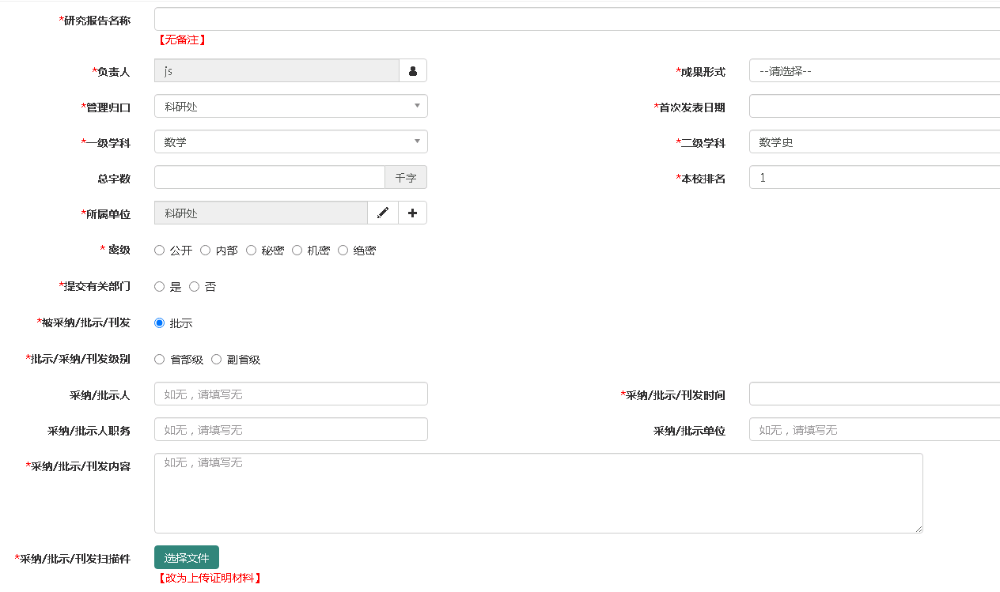 *研究报告名称
【无备注】
*负责人 js *成果形式 --请选择--
*管理归口 科研处 *首次发表日期
*一级学科 数学 *二级学科 数学史
总字数 千字 *本校排名 1
*所属单位 科研处
* 密级 公开 内部 秘密 机密 绝密
*提交有关部门 是 否
*被采纳/批示/刊发 批示
*批示/采纳/刊发级别 省部级 副省级
采纳/批示人 如无，请填写无 *采纳/批示/刊发时间
采纳/批示人职务 如无，请填写无 采纳/批示单位 如无，请填写无
*采纳/批示/刊发内容 如无，请填写无
*采纳/批示/刊发扫描件 选择文件
【改为上传证明材料】